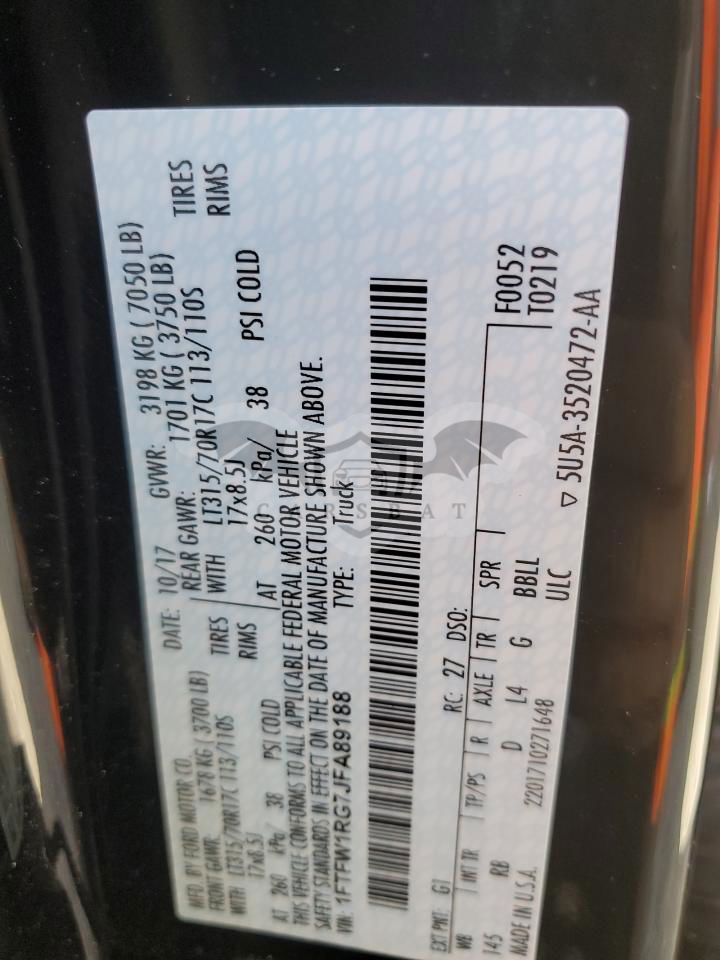 MFD. BY FORD MOTOR CO.
DATE: 10/17 GVWR: 3198 KG ( 7050 LB)
FRONT GAWR: 1678 KG ( 3700 LB) REAR GAWR: 1701 KG ( 3750 LB)
WITH LT315/70R17C 113/110S TIRES WITH LT315/70R17C 113/110S TIRES
17x8.5J RIMS 17x8.5J RIMS
AT 260 kPa/ 38 PSI COLD AT 260 kPa/ 38 PSI COLD
THIS VEHICLE CONFORMS TO ALL APPLICABLE FEDERAL MOTOR VEHICLE
SAFETY STANDARDS IN EFFECT ON THE DATE OF MANUFACTURE SHOWN ABOVE.
VIN: 1FTFW1RG7JFA89188 TYPE: Truck
EXT PNT: G1 RC: 27 DSO: F0052
WB INT TR TP/PS R AXLE TR SPR T0219
145 RB D L4 G BBLL
MADE IN U.S.A. 2201710271648 ULC ▽ 5U5A-3520472-AA
CARSBAT